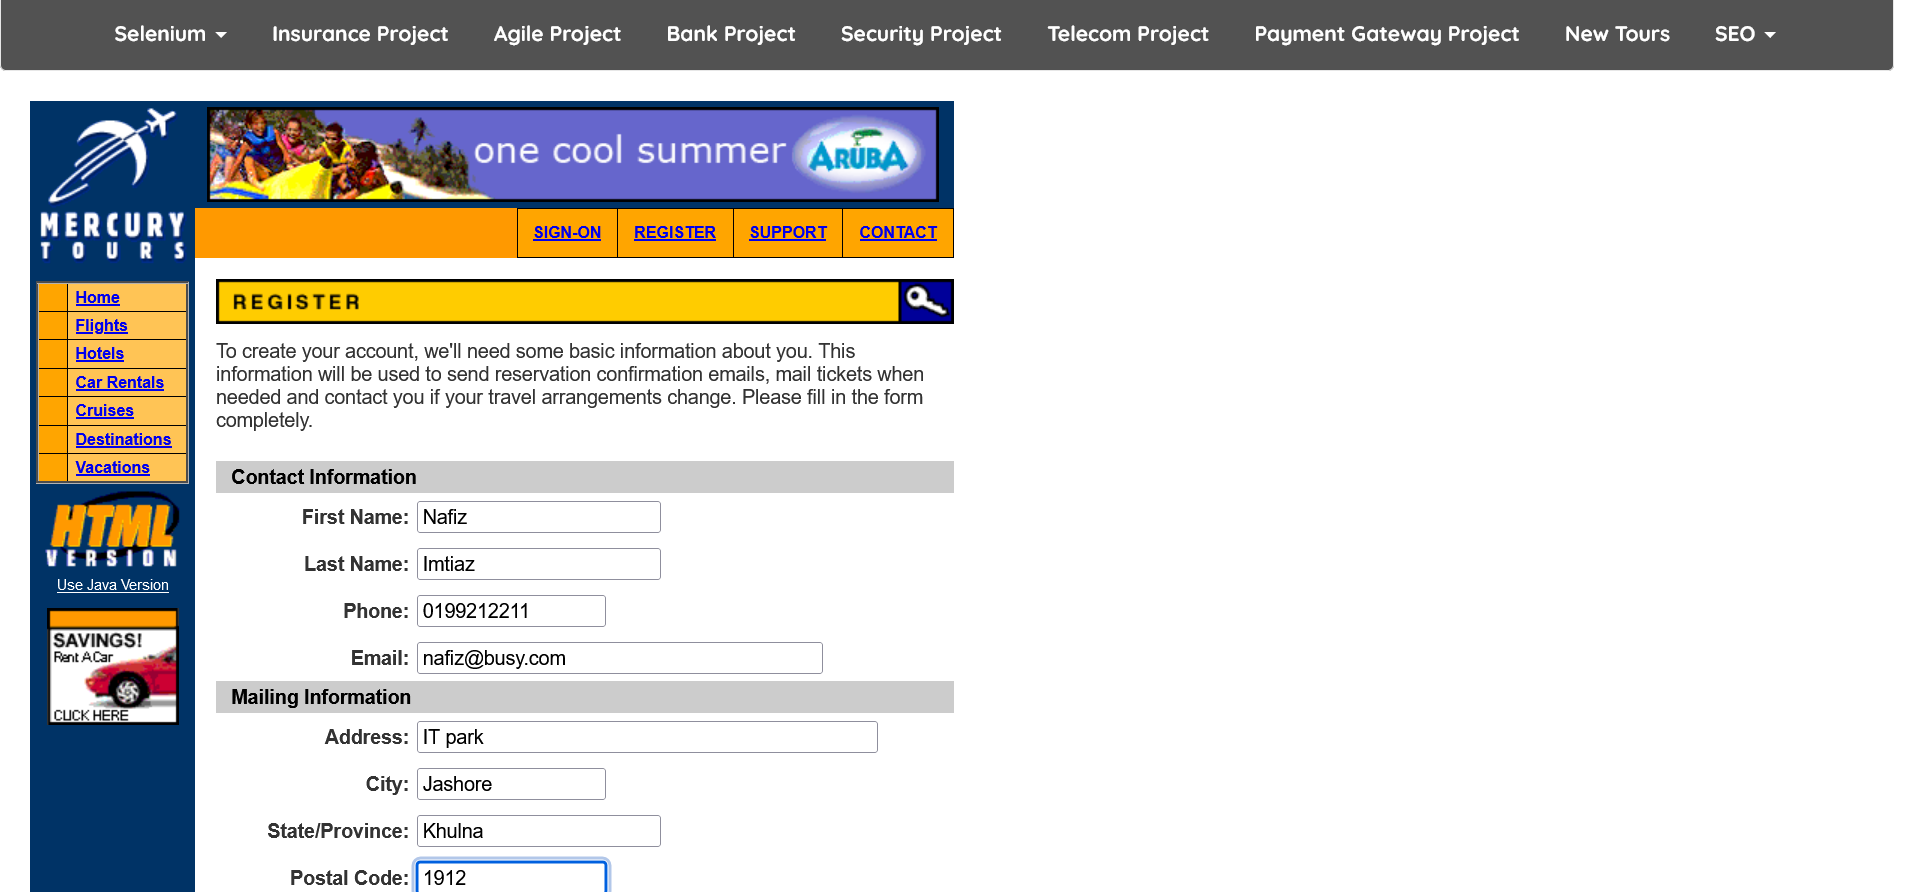 Selenium Insurance Project Agile Project Bank Project Security Project Telecom Project Payment Gateway Project New Tours SEO
one cool summer ARUBA
MERCURY
TOURS
SIGN-ON REGISTER SUPPORT CONTACT
Home
Flights
Hotels
Car Rentals
Cruises
Destinations
Vacations
HTML
VERSION
Use Java Version
SAVINGS!
Rent A Car
CLICK HERE
REGISTER
To create your account, we'll need some basic information about you. This
information will be used to send reservation confirmation emails, mail tickets when
needed and contact you if your travel arrangements change. Please fill in the form
completely.
Contact Information
First Name: Nafiz
Last Name: Imtiaz
Phone: 0199212211
Email: nafiz@busy.com
Mailing Information
Address: IT park
City: Jashore
State/Province: Khulna
Postal Code: 1912